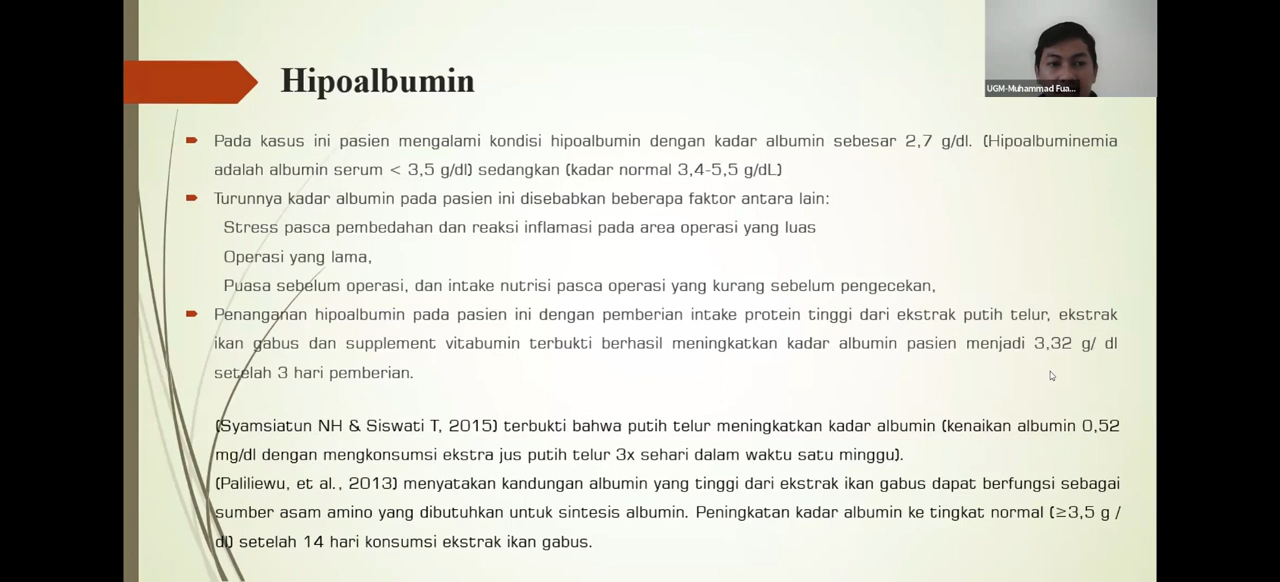 Hipoalbumin
UGM-Muhammad Fua...
Pada kasus ini pasien mengalami kondisi hipoalbumin dengan kadar albumin sebesar 2,7 g/dl. (Hipoalbuminemia
adalah albumin serum < 3,5 g/dl) sedangkan (kadar normal 3,4-5,5 g/dL)
Turunnya kadar albumin pada pasien ini disebabkan beberapa faktor antara lain:
Stress pasca pembedahan dan reaksi inflamasi pada area operasi yang luas
Operasi yang lama,
Puasa sebelum operasi, dan intake nutrisi pasca operasi yang kurang sebelum pengecekan,
Penanganan hipoalbumin pada pasien ini dengan pemberian intake protein tinggi dari ekstrak putih telur, ekstrak
ikan gabus dan supplement vitabumin terbukti berhasil meningkatkan kadar albumin pasien menjadi 3,32 g/ dl
setelah 3 hari pemberian.
(Syamsiatun NH & Siswati T, 2015) terbukti bahwa putih telur meningkatkan kadar albumin (kenaikan albumin 0,52
mg/dl dengan mengkonsumsi ekstra jus putih telur 3x sehari dalam waktu satu minggu).
(Paliliewu, et al., 2013) menyatakan kandungan albumin yang tinggi dari ekstrak ikan gabus dapat berfungsi sebagai
sumber asam amino yang dibutuhkan untuk sintesis albumin. Peningkatan kadar albumin ke tingkat normal (≥3,5 g /
dl) setelah 14 hari konsumsi ekstrak ikan gabus.